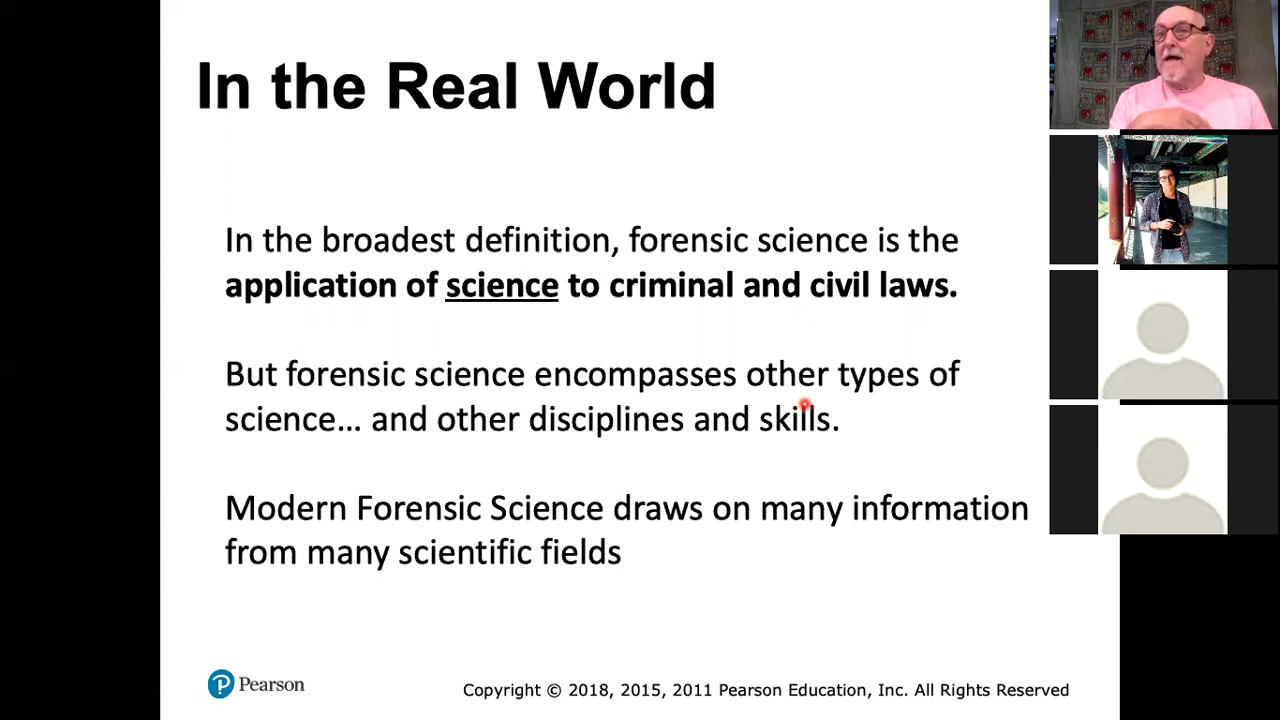 In the Real World
In the broadest definition, forensic science is the
application of science to criminal and civil laws.
But forensic science encompasses other types of
science... and other disciplines and skills.
Modern Forensic Science draws on many information
from many scientific fields
Pearson
Copyright © 2018, 2015, 2011 Pearson Education, Inc. All Rights Reserved